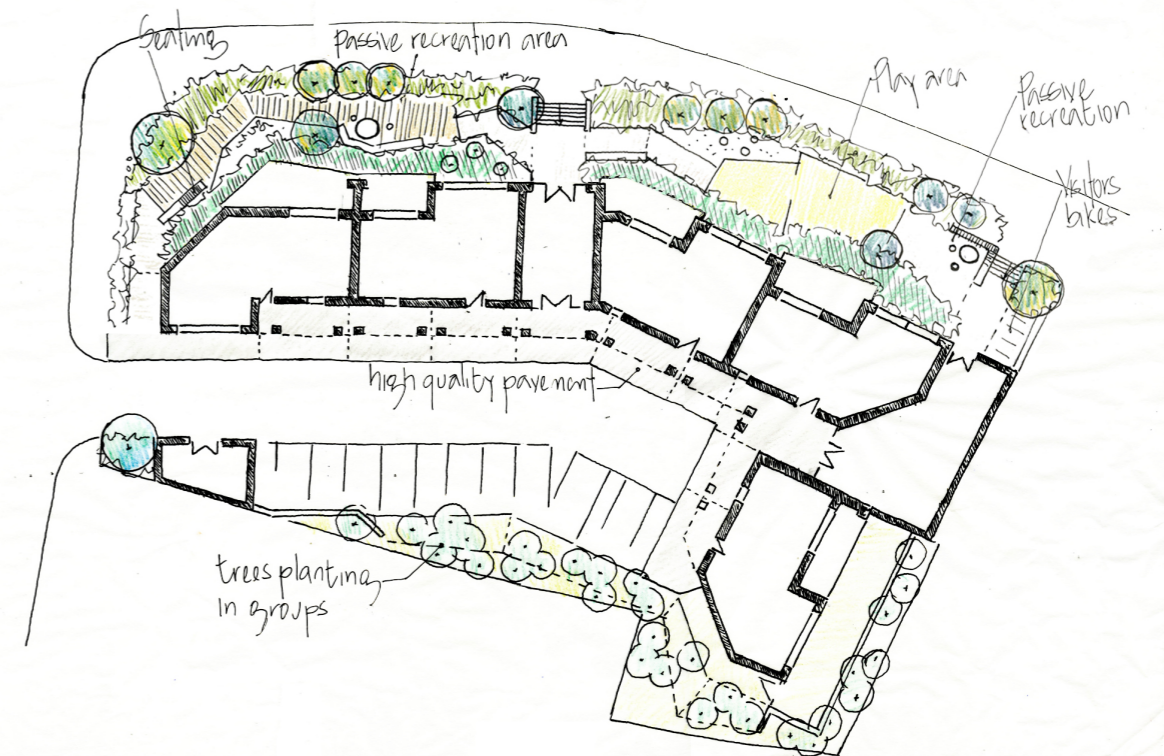 Seating
passive recreation area
Play area
Passive
recreation
Visitors
bikes
high quality pavement
trees planting
in groups